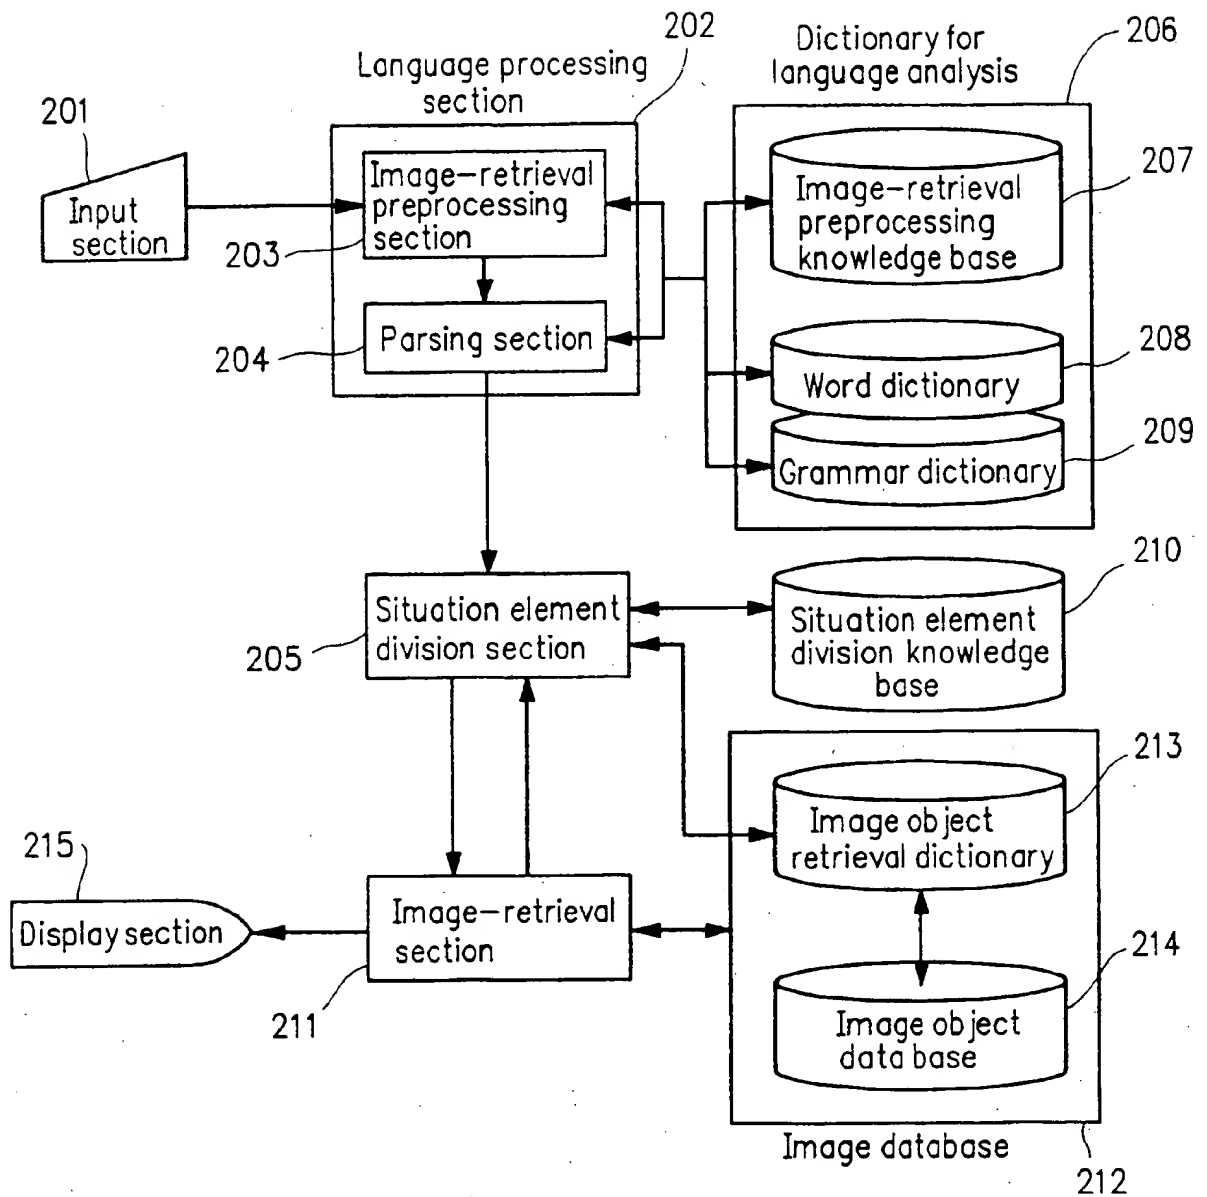 202
Dictionary for
language analysis
206
Language processing
section
201
Input
section
Image-retrieval
preprocessing
section
203
Parsing section
204
Image-retrieval
preprocessing
knowledge base
207
Word dictionary
208
Grammar dictionary
209
Situation element
division section
205
Situation element
division knowledge
base
210
Image object
retrieval dictionary
213
215
Display section
Image-retrieval
section
211
Image object
data base
214
Image database
212